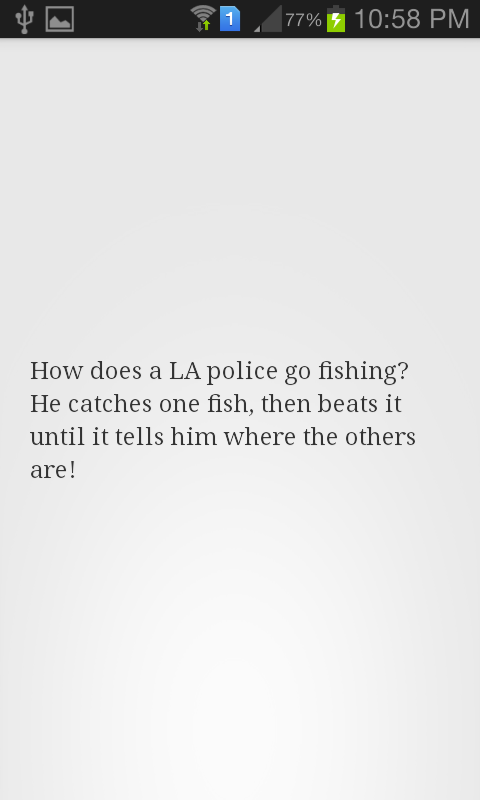 1 77% 10:58 PM
How does a LA police go fishing?
He catches one fish, then beats it
until it tells him where the others
are!